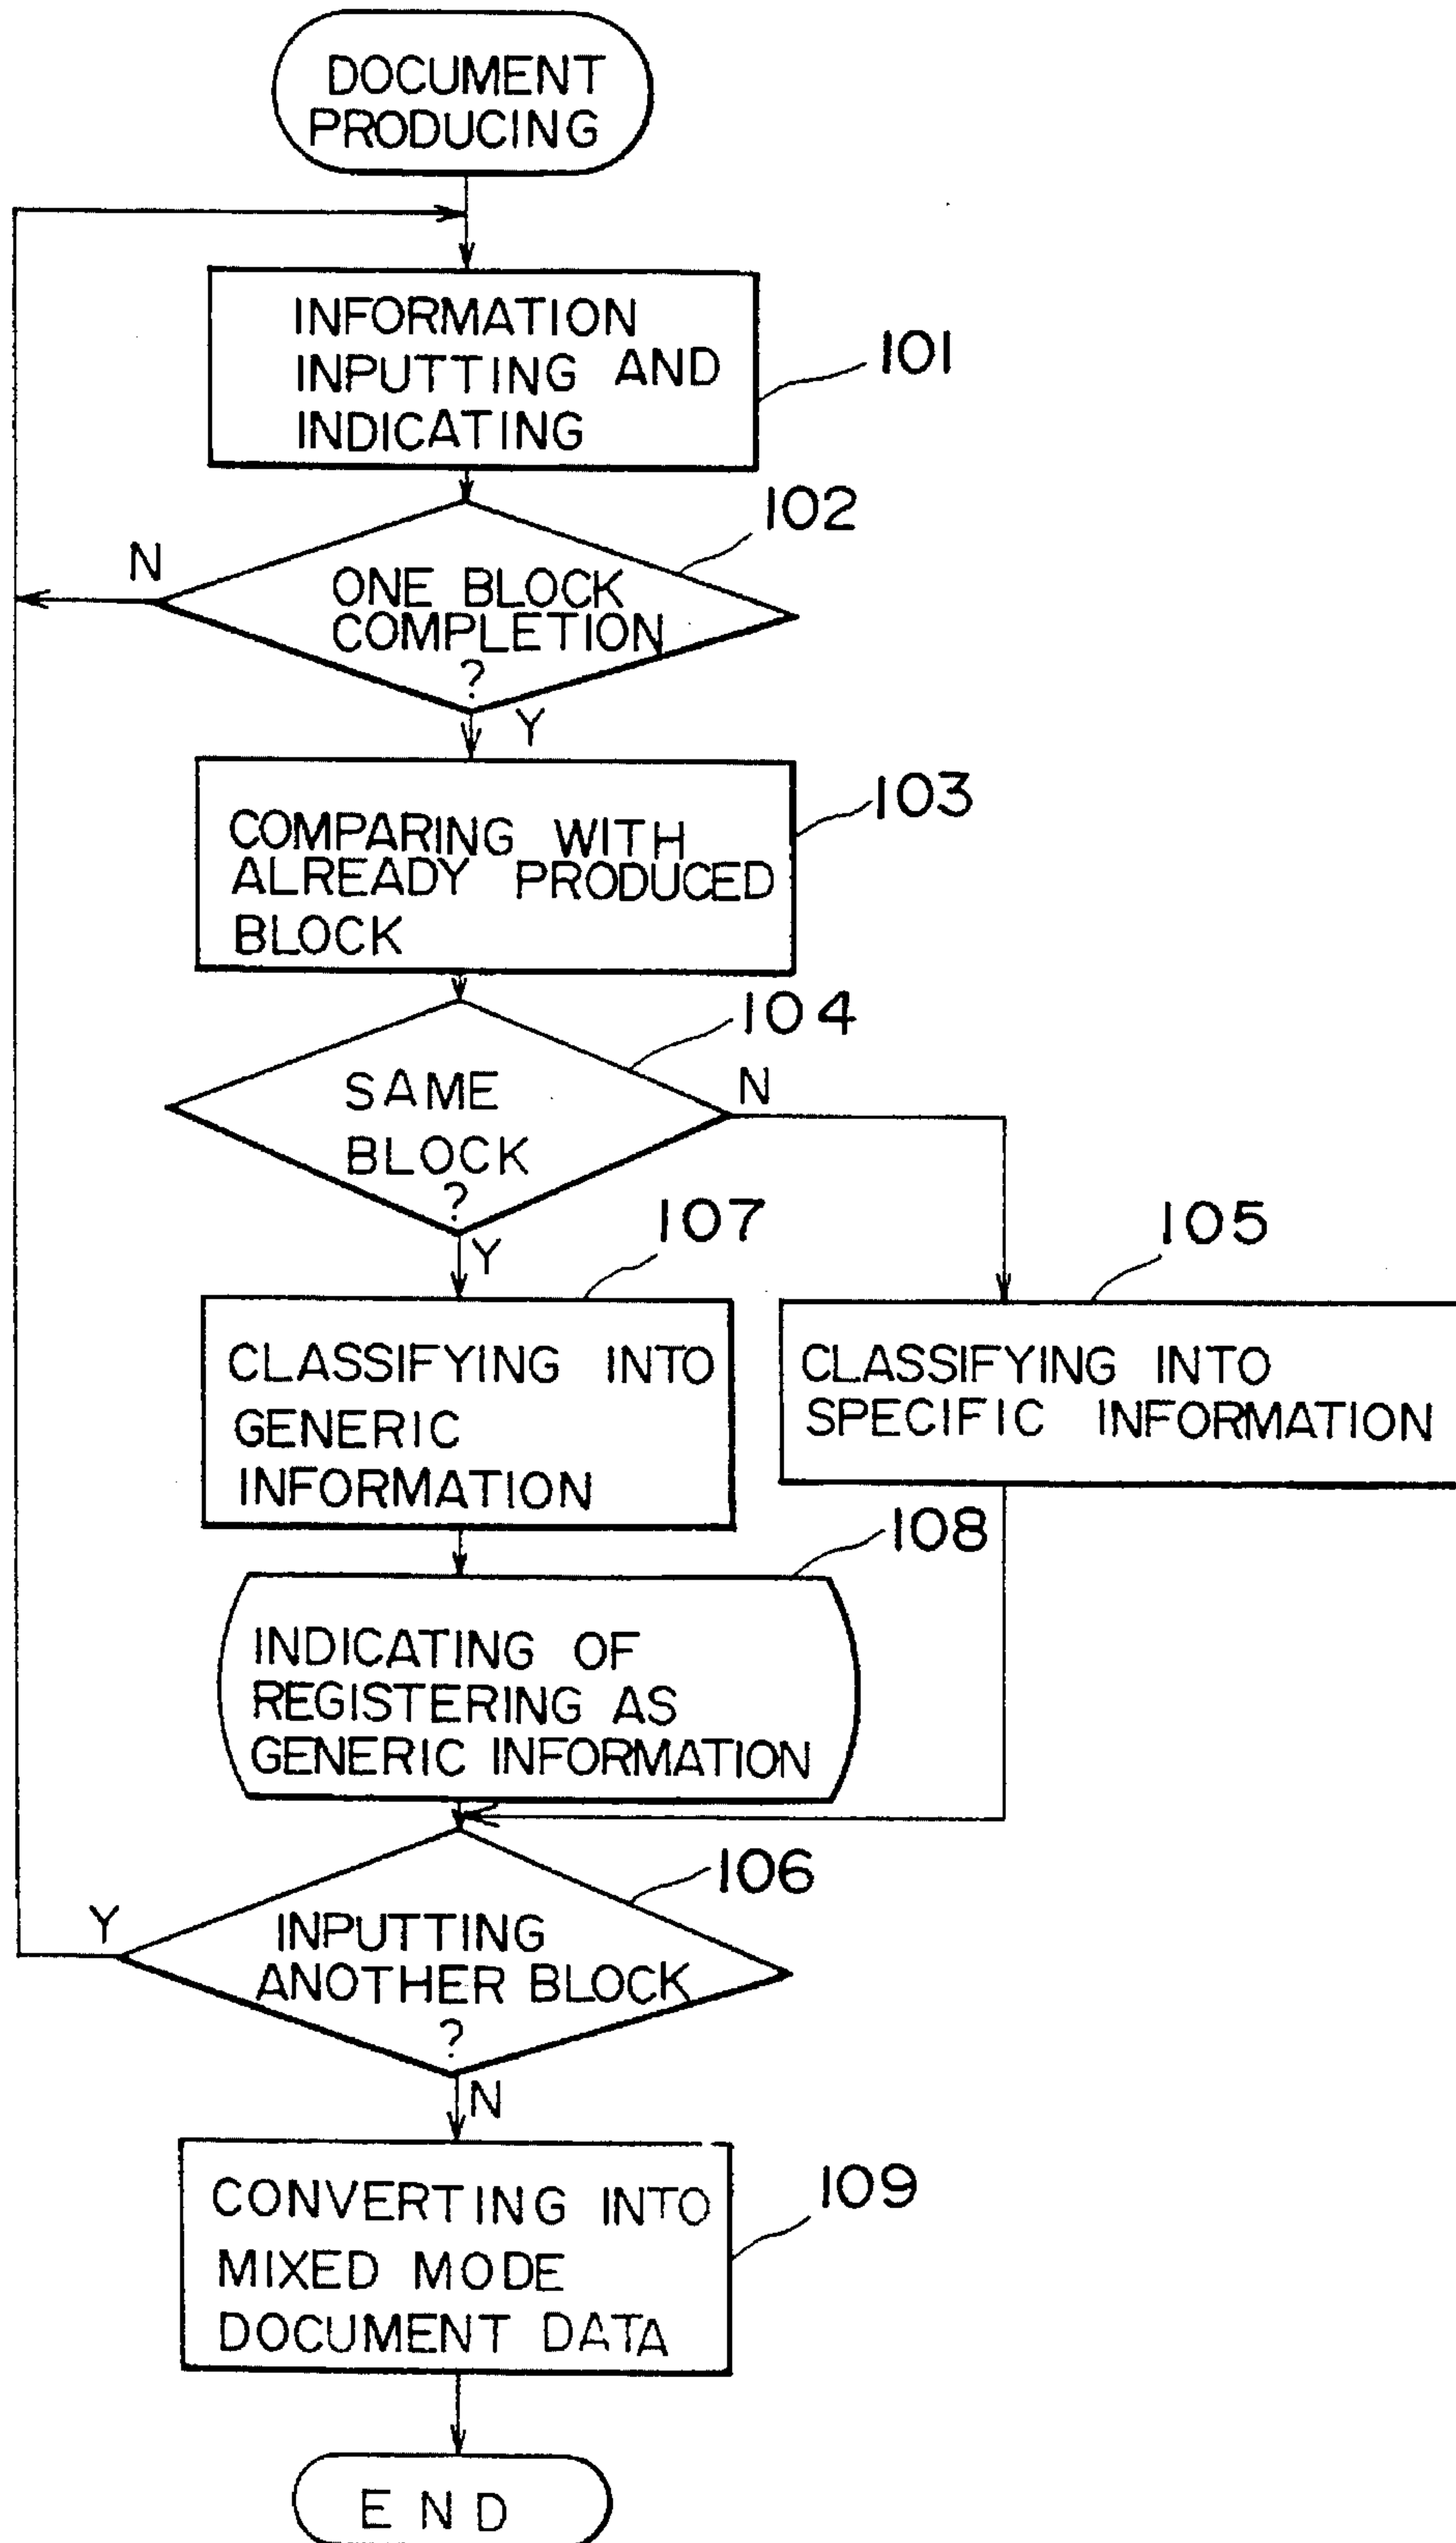 DOCUMENT
PRODUCING
INFORMATION
INPUTTING AND
INDICATING
101
102
N
ONE BLOCK
COMPLETION
?
Y
103
COMPARING WITH
ALREADY PRODUCED
BLOCK
104
N
SAME
BLOCK
?
Y
107
105
CLASSIFYING INTO
GENERIC
INFORMATION
CLASSIFYING INTO
SPECIFIC INFORMATION
108
INDICATING OF
REGISTERING AS
GENERIC INFORMATION
106
Y
INPUTTING
ANOTHER BLOCK
?
N
109
CONVERTING INTO
MIXED MODE
DOCUMENT DATA
END